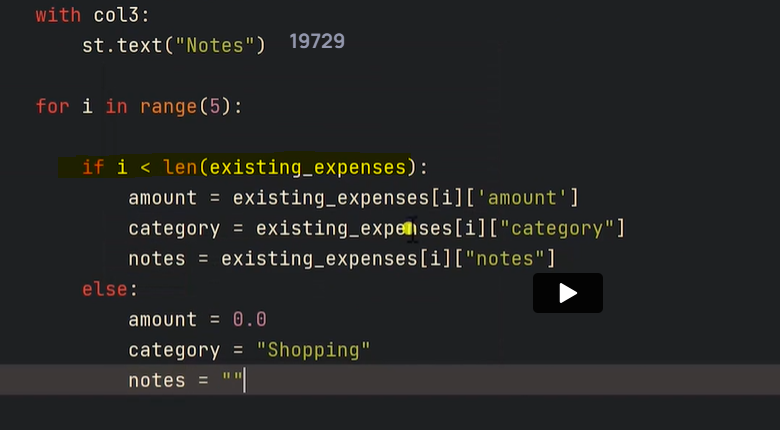 with col3:
st.text("Notes") 19729
for i in range(5):
if i < len(existing_expenses):
amount = existing_expenses[i]['amount']
category = existing_expenses[i]["category"]
notes = existing_expenses[i]["notes"]
else:
amount = 0.0
category = "Shopping"
notes = ""